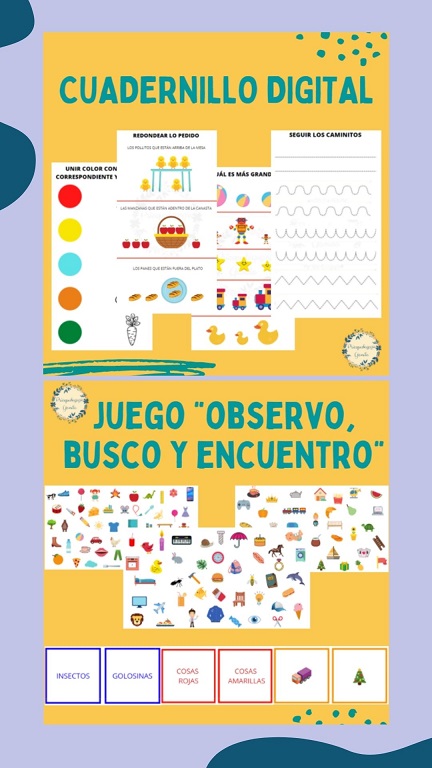 CUADERNILLO DIGITAL
REDONDEAR LO PEDIDO
LOS POLLITOS QUE ESTÁN ARRIBA DE LA MESA
LAS MANZANAS QUE ESTÁN ADENTRO DE LA CANASTA
LOS PANES QUE ESTÁN FUERA DEL PLATO
UNIR COLOR CON
CORRESPONDIENTE Y
UÁL ES MÁS GRAND
SEGUIR LOS CAMINITOS
JUEGO "OBSERVO,
BUSCO Y ENCUENTRO"
INSECTOS
GOLOSINAS
COSAS
ROJAS
COSAS
AMARILLAS